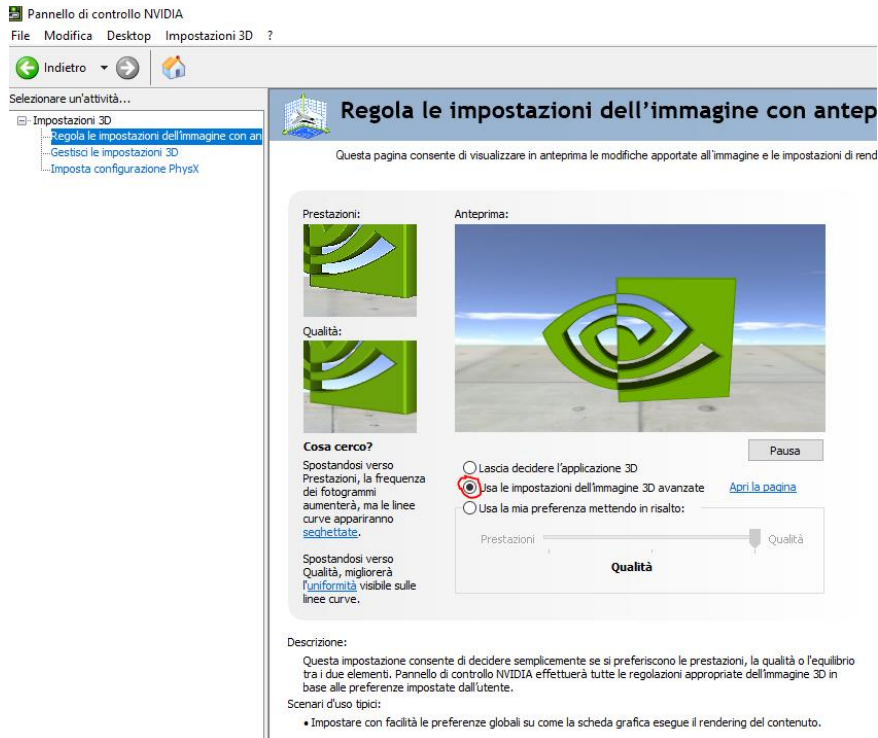 Pannello di controllo NVIDIA
File Modifica Desktop Impostazioni 3D ?
Indietro
Selezionare un'attività...
Impostazioni 3D
Regola le impostazioni dell'immagine con an
Gestisci le impostazioni 3D
Imposta configurazione PhysX
Regola le impostazioni dell'immagine con antep
Questa pagina consente di visualizzare in anteprima le modifiche apportate all'immagine e le impostazioni di rend
Prestazioni:
Anteprima:
Qualità:
Cosa cerco?
Spostandosi verso
Prestazioni, la frequenza
dei fotogrammi
aumenterà, ma le linee
curve appariranno
seghettate.
Spostandosi verso
Qualità, migliorerà
l'uniformità visibile sulle
linee curve.
Pausa
Lascia decidere l'applicazione 3D
Usa le impostazioni dell'immagine 3D avanzate Apri la pagina
Usa la mia preferenza mettendo in risalto:
Prestazioni Qualità
Qualità
Descrizione:
Questa impostazione consente di decidere semplicemente se si preferiscono le prestazioni, la qualità o l'equilibrio
tra i due elementi. Pannello di controllo NVIDIA effettuerà tutte le regolazioni appropriate dell'immagine 3D in
base alle preferenze impostate dall'utente.
Scenari d'uso tipici:
• Impostare con facilità le preferenze globali su come la scheda grafica esegue il rendering del contenuto.